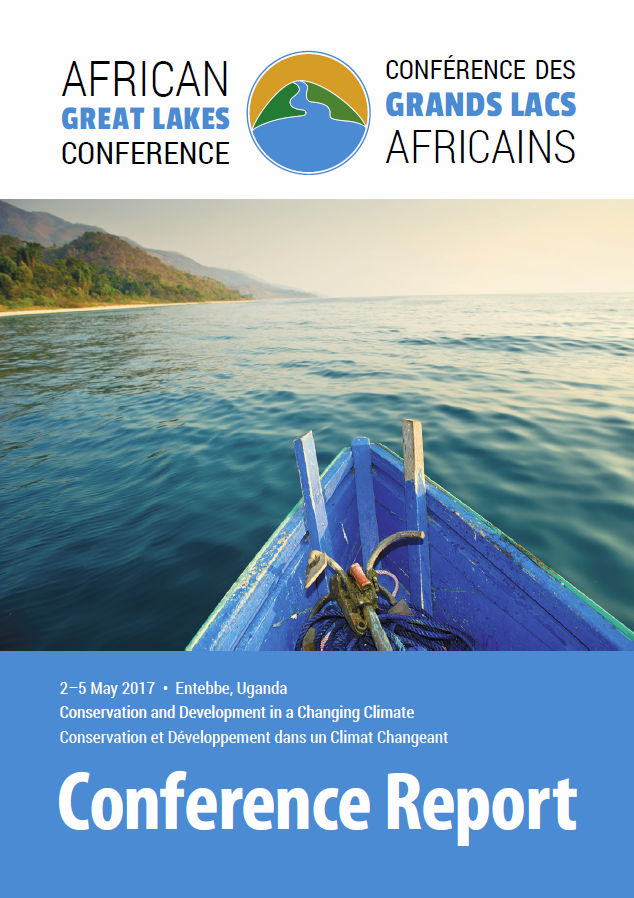 AFRICAN
GREAT LAKES
CONFERENCE
CONFÉRENCE DES
GRANDS LACS
AFRICAINS
2–5 May 2017 • Entebbe, Uganda
Conservation and Development in a Changing Climate
Conservation et Développement dans un Climat Changeant
Conference Report